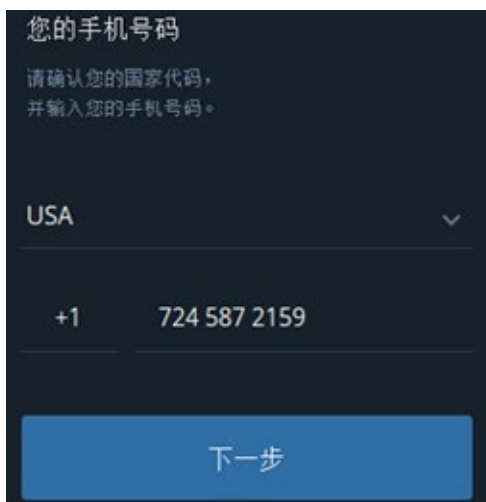 您的手机号码
请确认您的国家代码，
并输入您的手机号码。
USA
+1 724 587 2159
下一步